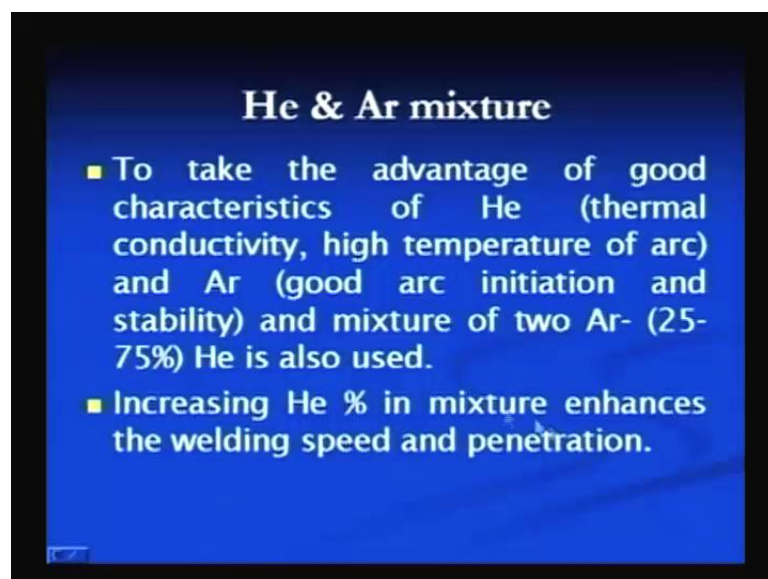 He & Ar mixture
To take the advantage of good
characteristics of He (thermal
conductivity, high temperature of arc)
and Ar (good arc initiation and
stability) and mixture of two Ar- (25-
75%) He is also used.
Increasing He % in mixture enhances
the welding speed and penetration.